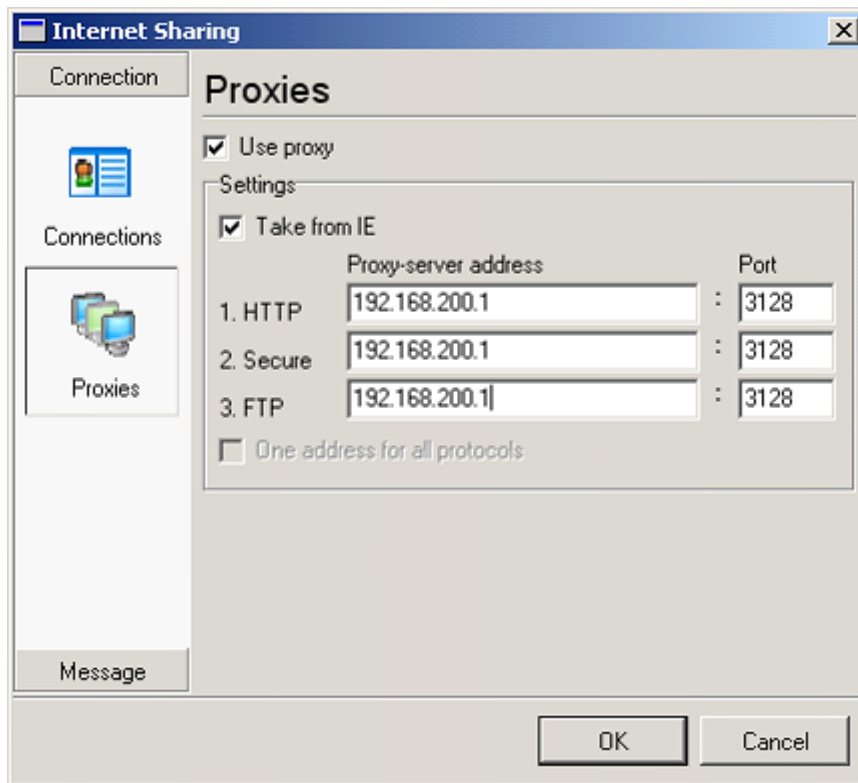 Internet Sharing
Connection
Connections
Proxies
Message
Proxies
Use proxy
Settings
Take from IE
Proxy-server address Port
1. HTTP 192.168.200.1 : 3128
2. Secure 192.168.200.1 : 3128
3. FTP 192.168.200.1 : 3128
One address for all protocols
OK Cancel